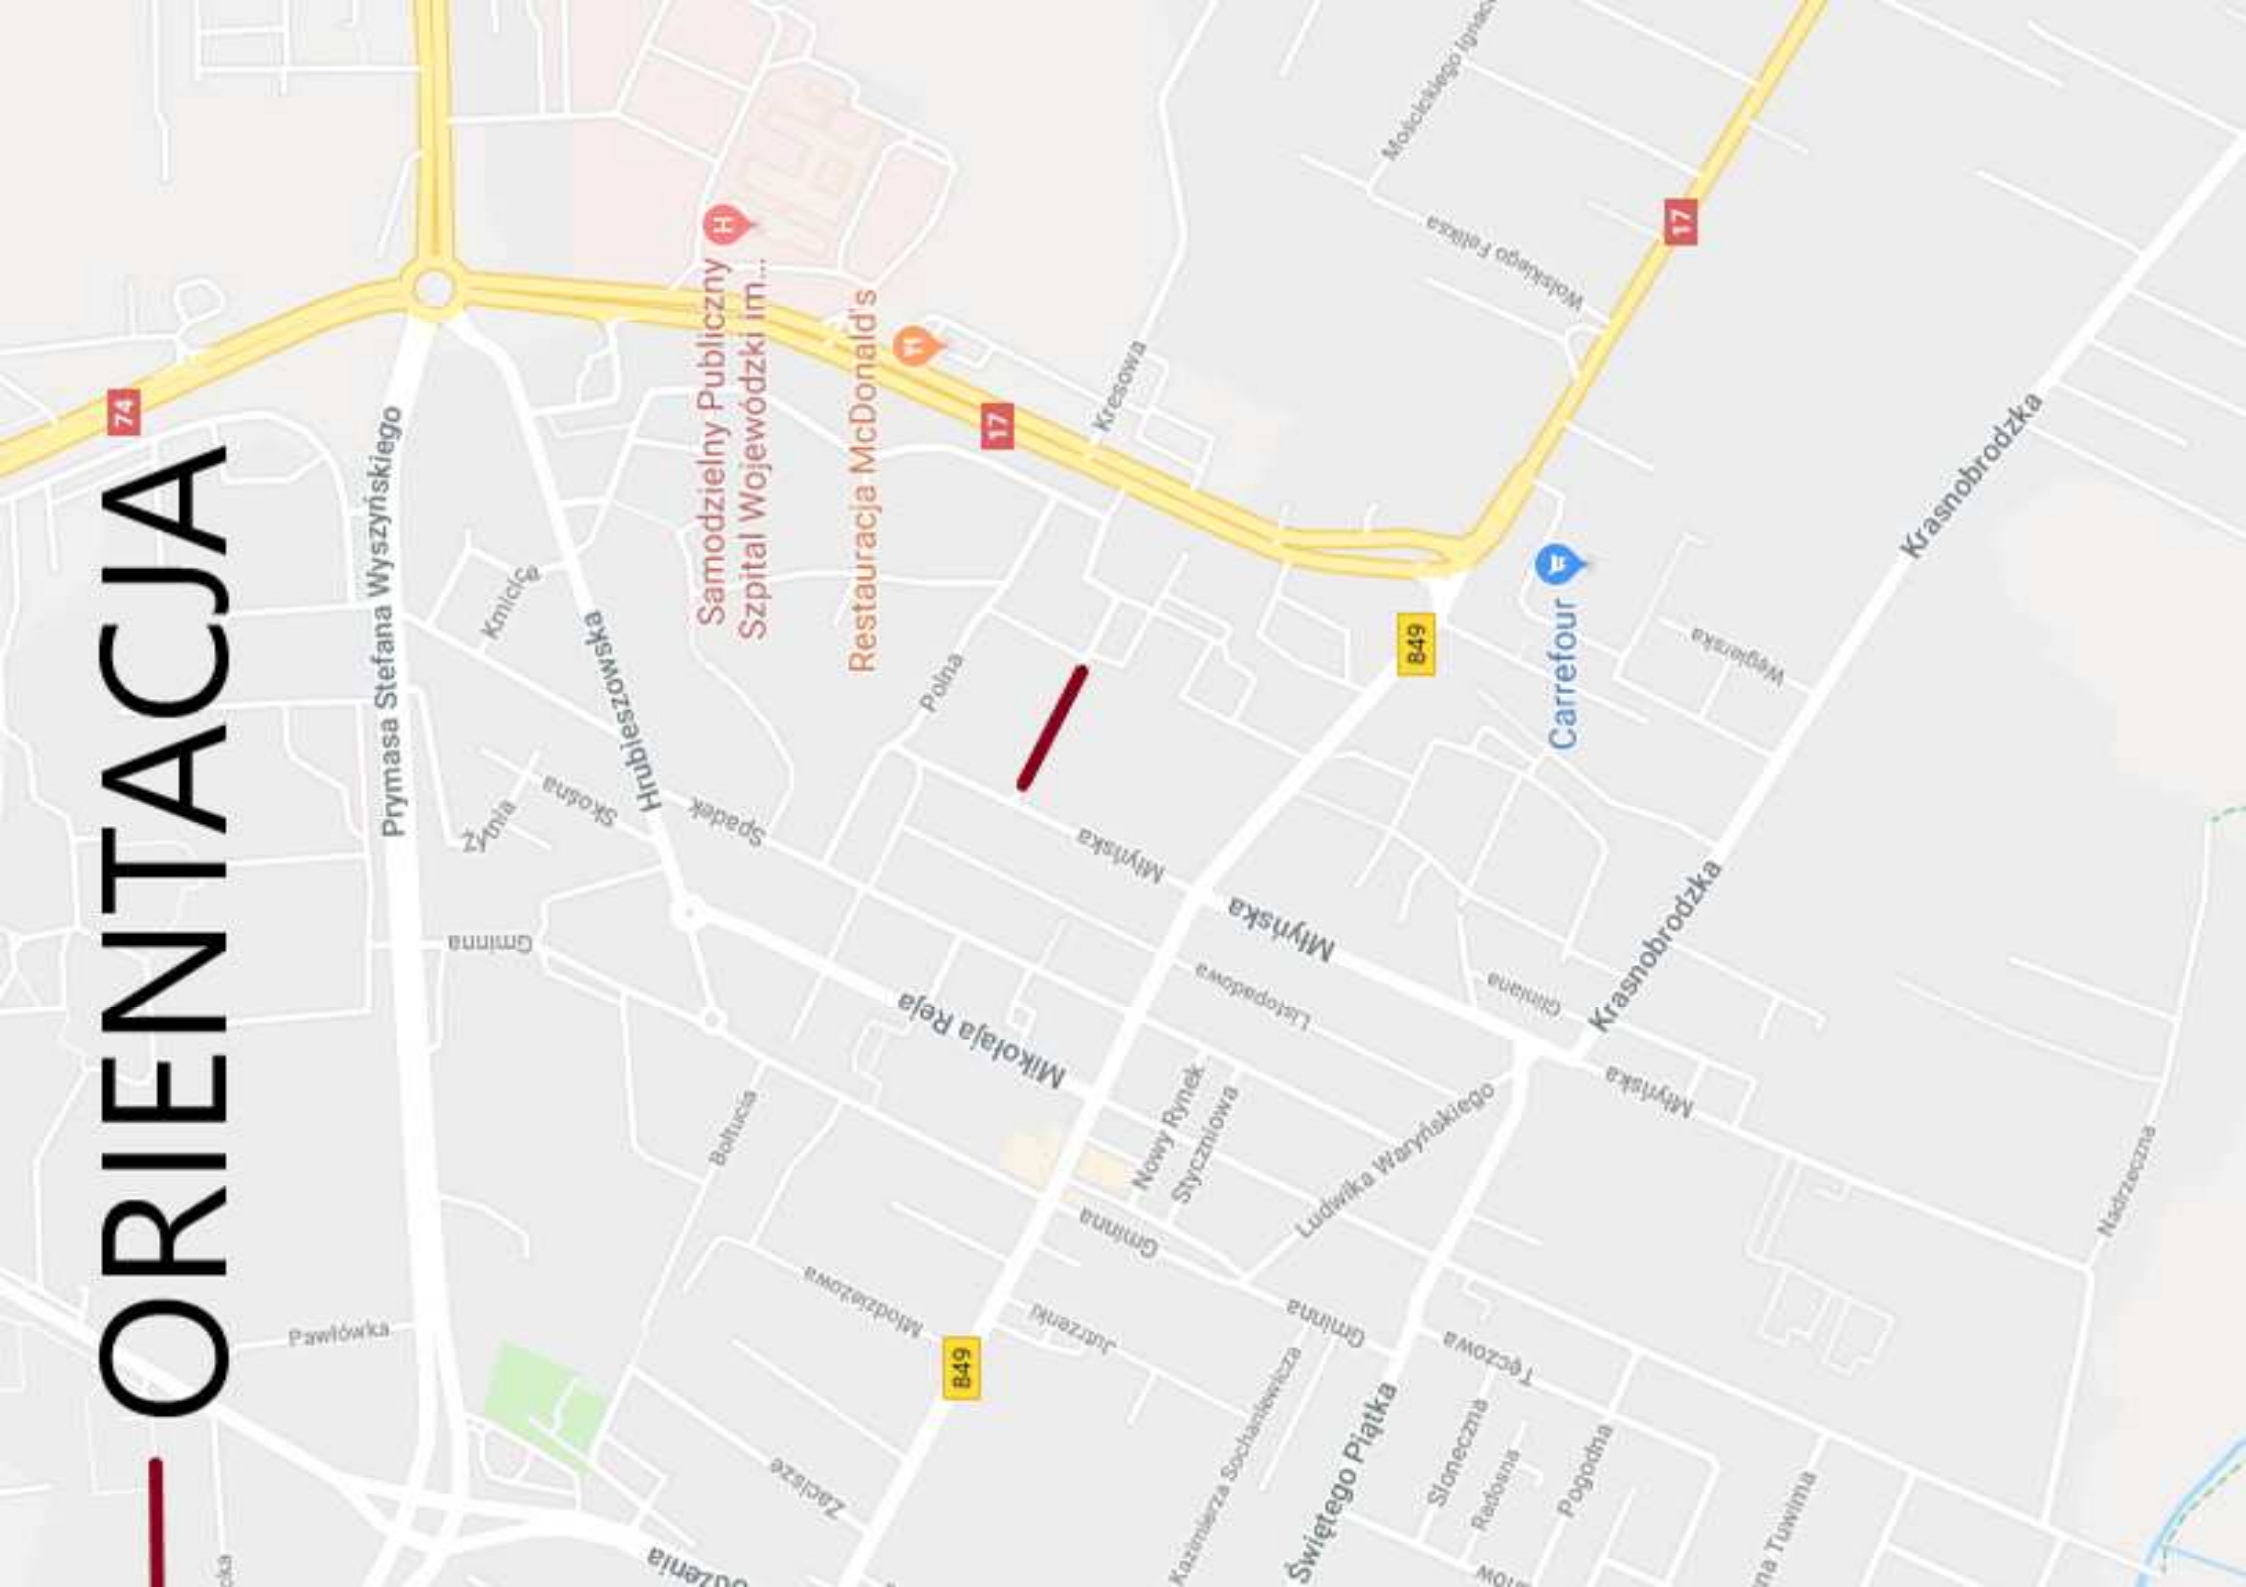 ORIENTACJA
74
Prymasa Stefana Wyszyńskiego
Hrubieszowska
Kmicica
Samodzielny Publiczny
Szpital Wojewódzki im...
H
Restauracja McDonald's
17
Kresowa
Mościckiego Ignac
Wolskiego Feliksa
17
Krasnobrodzka
Carrefour
849
Węgierska
Polna
Żytnia
Skośna
Spadek
Młyńska
Młyńska
Gminna
Mikołaja Reja
Listopadowa
Gliniana
Krasnobrodzka
Młyńska
Nowy Rynek
Styczniowa
Ludwika Waryńskiego
Nadrzeczna
Bołtucia
Gminna
Gminna
Młodzieżowa
Jutrzenki
849
Pawłówka
Zacisze
Kazimierza Sochaniewicza
Świętego Piątka
Tęczowa
Słoneczna
Radosna
Pogodna
na Tuwima